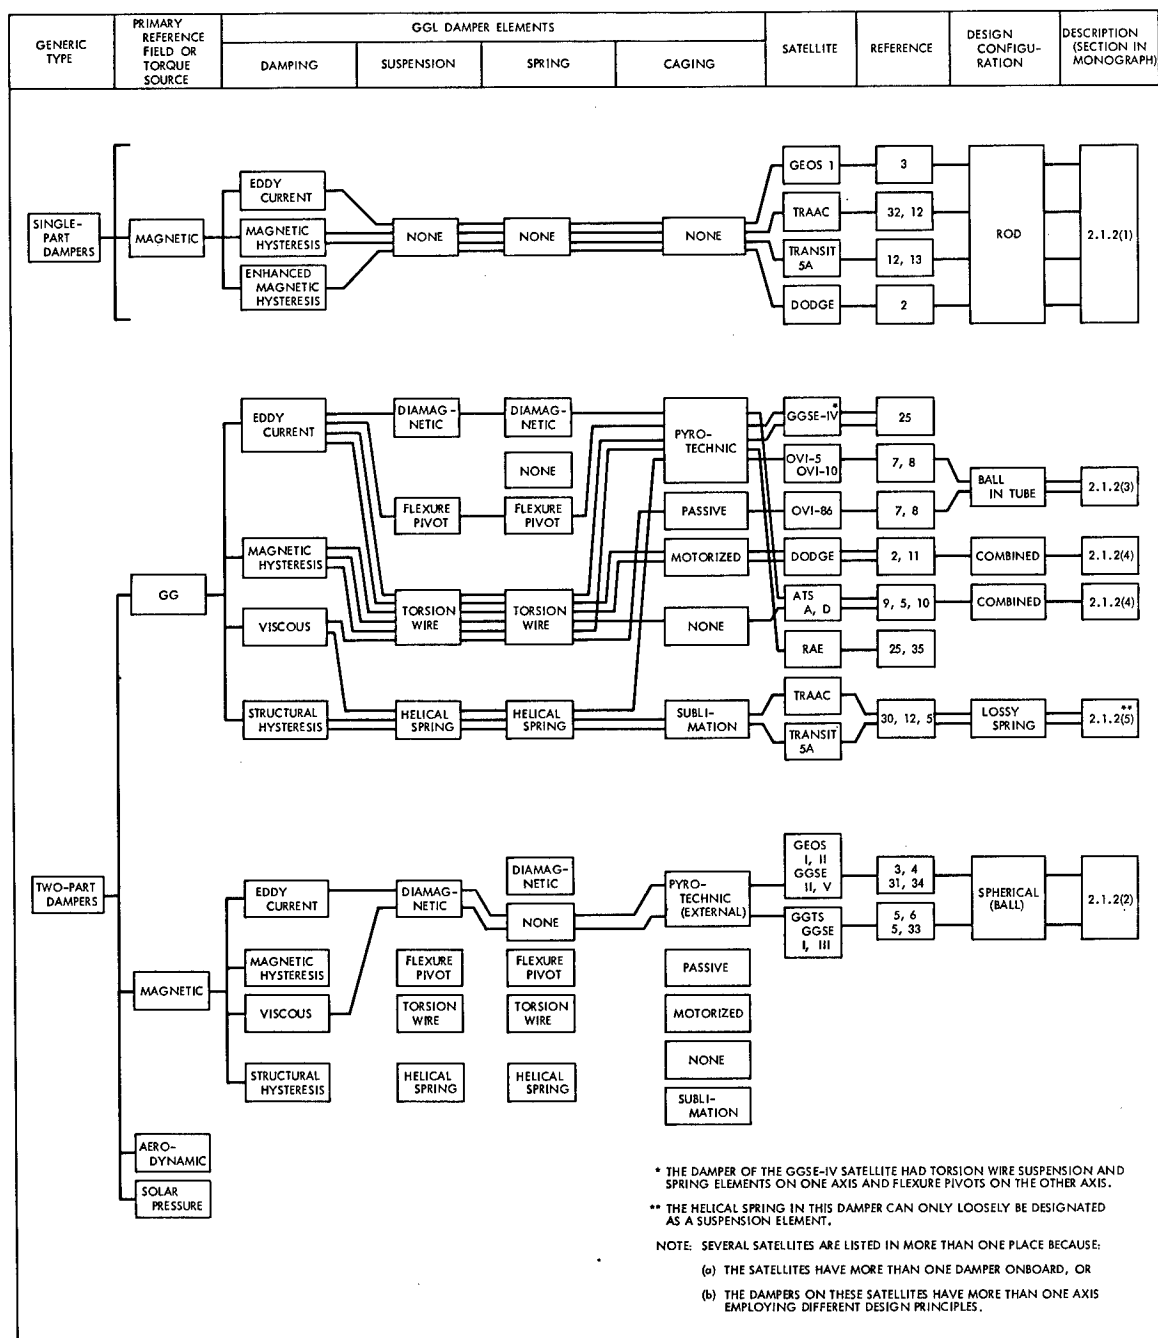 GENERIC
TYPE
PRIMARY
REFERENCE
FIELD OR
TORQUE
SOURCE
GGL DAMPER ELEMENTS
DAMPING
SUSPENSION
SPRING
CAGING
SATELLITE
REFERENCE
DESIGN
CONFIGU-
RATION
DESCRIPTION
(SECTION IN
MONOGRAPH)
SINGLE-
PART
DAMPERS
MAGNETIC
EDDY
CURRENT
MAGNETIC
HYSTERESIS
ENHANCED
MAGNETIC
HYSTERESIS
NONE
NONE
NONE
GEOS 1
3
TRAAC
32, 12
TRANSIT
5A
12, 13
DODGE
2
ROD
2.1.2(1)
TWO-PART
DAMPERS
GG
EDDY
CURRENT
MAGNETIC
HYSTERESIS
VISCOUS
STRUCTURAL
HYSTERESIS
DIAMAG-
NETIC
FLEXURE
PIVOT
TORSION
WIRE
HELICAL
SPRING
DIAMAG-
NETIC
NONE
FLEXURE
PIVOT
TORSION
WIRE
HELICAL
SPRING
PYRO-
TECHNIC
PASSIVE
MOTORIZED
NONE
SUBLI-
MATION
GGSE-IV*
25
OVI-5
OVI-10
7, 8
OVI-86
7, 8
BALL
IN TUBE
2.1.2(3)
DODGE
2, 11
COMBINED
2.1.2(4)
ATS
A, D
9, 5, 10
COMBINED
2.1.2(4)
RAE
25, 35
TRAAC
TRANSIT
5A
30, 12, 5
LOSSY
SPRING
2.1.2(5)**
MAGNETIC
EDDY
CURRENT
MAGNETIC
HYSTERESIS
VISCOUS
STRUCTURAL
HYSTERESIS
DIAMAG-
NETIC
FLEXURE
PIVOT
TORSION
WIRE
HELICAL
SPRING
DIAMAG-
NETIC
NONE
FLEXURE
PIVOT
TORSION
WIRE
HELICAL
SPRING
PYRO-
TECHNIC
(EXTERNAL)
PASSIVE
MOTORIZED
NONE
SUBLI-
MATION
GEOS
I, II
GGSE
II, V
3, 4
31, 34
GGTS
GGSE
I, III
5, 6
5, 33
SPHERICAL
(BALL)
2.1.2(2)
AERO-
DYNAMIC
SOLAR
PRESSURE
* THE DAMPER OF THE GGSE-IV SATELLITE HAD TORSION WIRE SUSPENSION AND
SPRING ELEMENTS ON ONE AXIS AND FLEXURE PIVOTS ON THE OTHER AXIS.
** THE HELICAL SPRING IN THIS DAMPER CAN ONLY LOOSELY BE DESIGNATED
AS A SUSPENSION ELEMENT.
NOTE: SEVERAL SATELLITES ARE LISTED IN MORE THAN ONE PLACE BECAUSE:
(a) THE SATELLITES HAVE MORE THAN ONE DAMPER ONBOARD, OR
(b) THE DAMPERS ON THESE SATELLITES HAVE MORE THAN ONE AXIS
EMPLOYING DIFFERENT DESIGN PRINCIPLES.